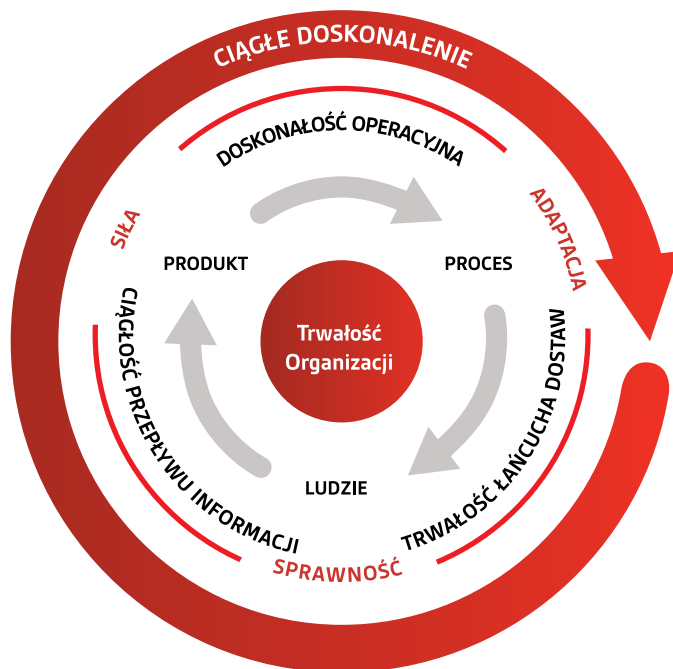 CIĄGŁE DOSKONALENIE
DOSKONAŁOŚĆ OPERACYJNA
SIŁA
ADAPTACJA
PRODUKT
PROCES
Trwałość
Organizacji
CIĄGŁOŚĆ PRZEPŁYWU INFORMACJI
TRWAŁOŚĆ ŁAŃCUCHA DOSTAW
LUDZIE
SPRAWNOŚĆ